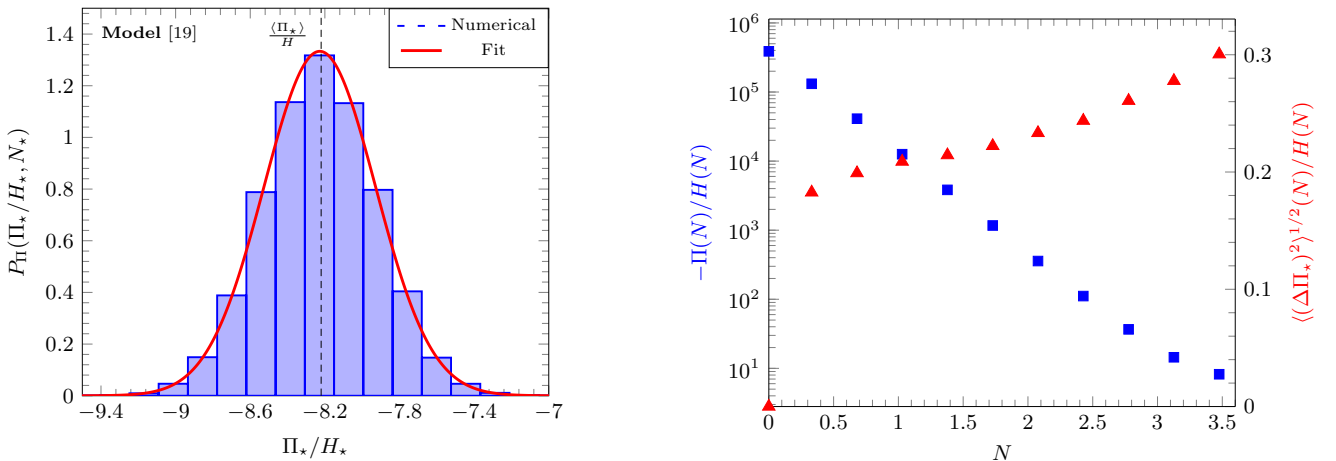 Model [19]
⟨Π⋆⟩/H
Numerical
Fit
P_Π(Π⋆/H⋆, N⋆)
1.4
1.2
1
0.8
0.6
0.4
0.2
0
−9.4 −9 −8.6 −8.2 −7.8 −7.4 −7
Π⋆/H⋆
−Π(N)/H(N)
10^6
10^5
10^4
10^3
10^2
10^1
0 0.5 1 1.5 2 2.5 3 3.5
N
0.3
0.2
0.1
0
⟨(ΔΠ⋆)^2⟩^1/2(N)/H(N)